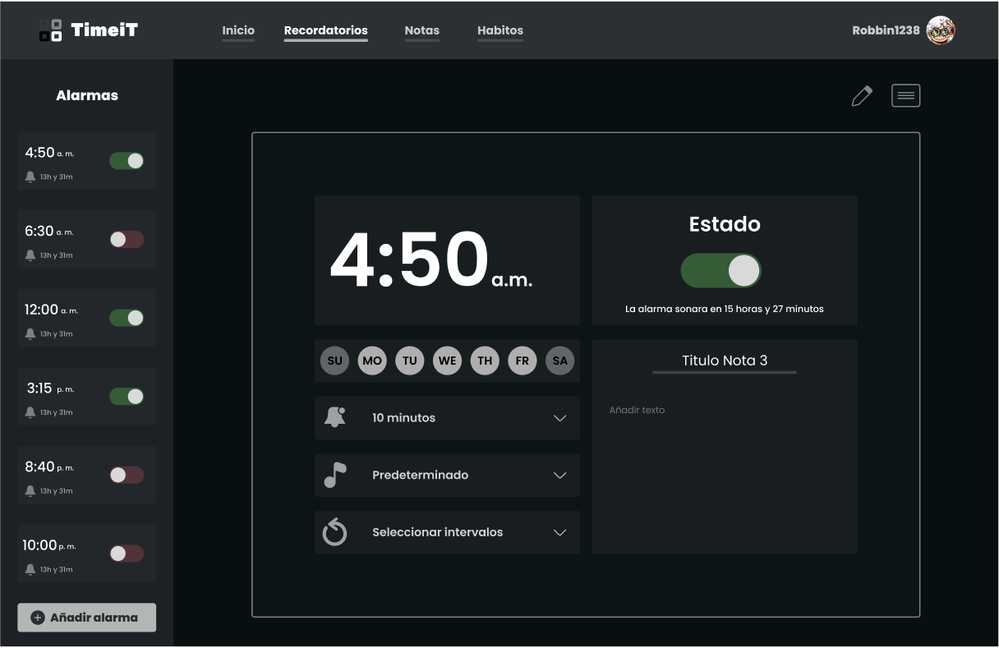 TimeiT
Inicio
Recordatorios
Notas
Habitos
Robbin1238
Alarmas
4:50 a. m.
13h y 31m
6:30 a. m.
13h y 31m
12:00 a. m.
13h y 31m
3:15 p. m.
13h y 31m
8:40 p. m.
13h y 31m
10:00 p. m.
13h y 31m
Añadir alarma
4:50 a.m.
Estado
La alarma sonara en 15 horas y 27 minutos
SU MO TU WE TH FR SA
10 minutos
Predeterminado
Seleccionar intervalos
Titulo Nota 3
Añadir texto